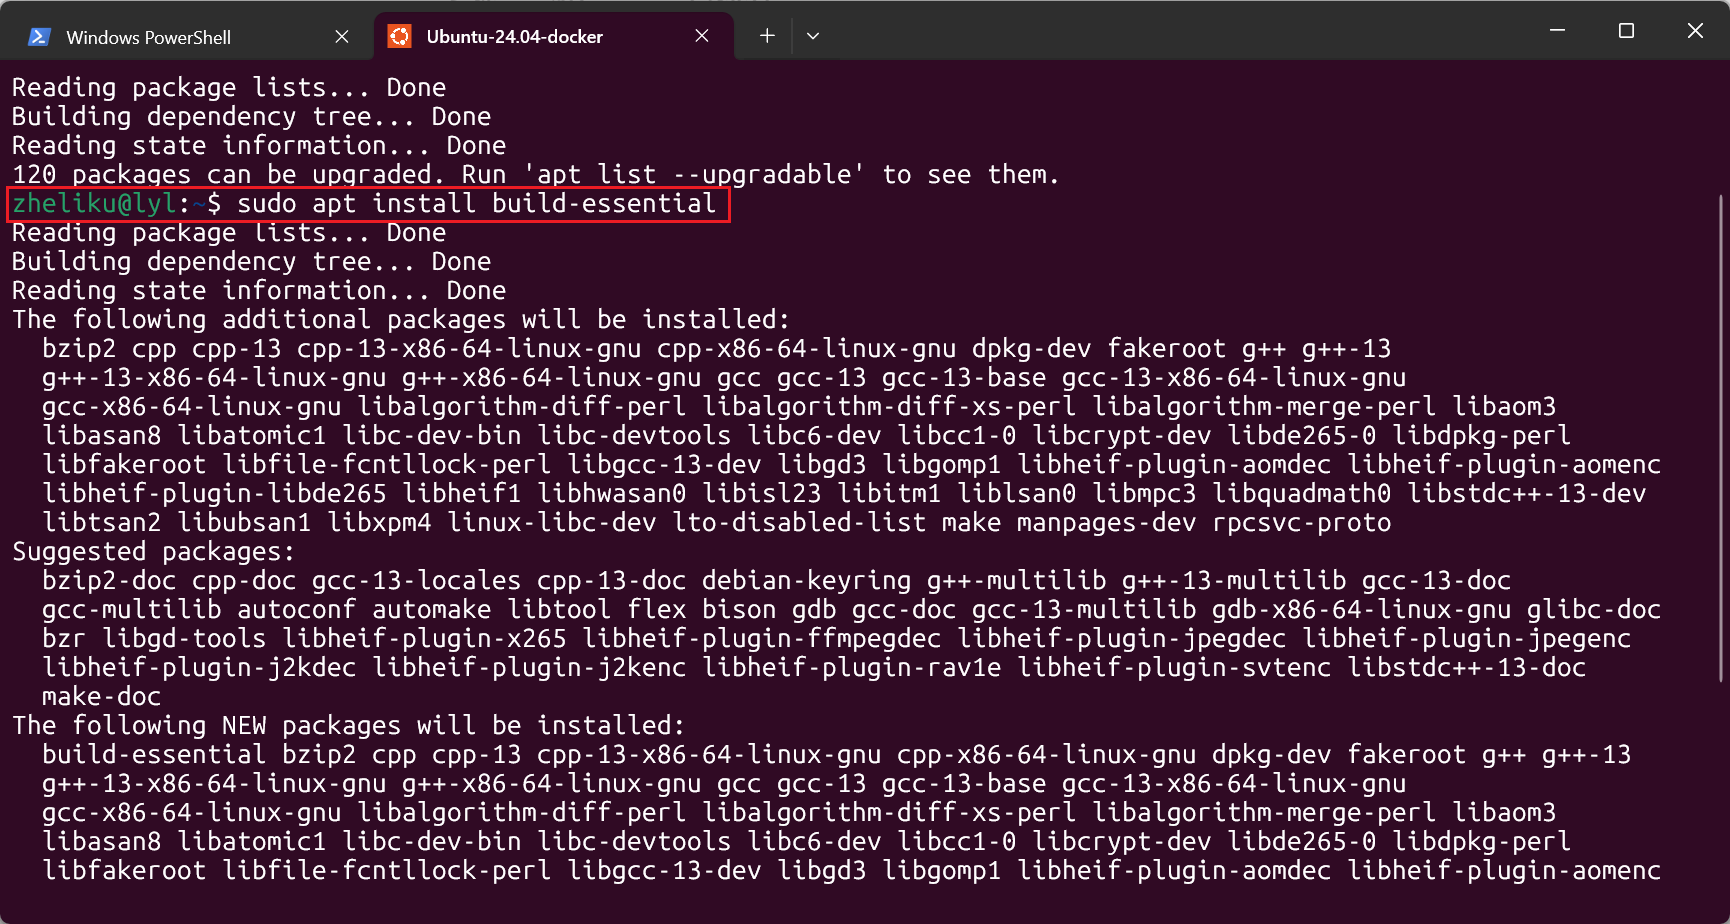 Windows PowerShell
Ubuntu-24.04-docker
Reading package lists... Done
Building dependency tree... Done
Reading state information... Done
120 packages can be upgraded. Run 'apt list --upgradable' to see them.
zheliku@lyl:~$ sudo apt install build-essential
Reading package lists... Done
Building dependency tree... Done
Reading state information... Done
The following additional packages will be installed:
  bzip2 cpp cpp-13 cpp-13-x86-64-linux-gnu cpp-x86-64-linux-gnu dpkg-dev fakeroot g++ g++-13
  g++-13-x86-64-linux-gnu g++-x86-64-linux-gnu gcc gcc-13 gcc-13-base gcc-13-x86-64-linux-gnu
  gcc-x86-64-linux-gnu libalgorithm-diff-perl libalgorithm-diff-xs-perl libalgorithm-merge-perl libaom3
  libasan8 libatomic1 libc-dev-bin libc-devtools libc6-dev libcc1-0 libcrypt-dev libde265-0 libdpkg-perl
  libfakeroot libfile-fcntllock-perl libgcc-13-dev libgd3 libgomp1 libheif-plugin-aomdec libheif-plugin-aomenc
  libheif-plugin-libde265 libheif1 libhwasan0 libisl23 libitm1 liblsan0 libmpc3 libquadmath0 libstdc++-13-dev
  libtsan2 libubsan1 libxpm4 linux-libc-dev lto-disabled-list make manpages-dev rpcsvc-proto
Suggested packages:
  bzip2-doc cpp-doc gcc-13-locales cpp-13-doc debian-keyring g++-multilib g++-13-multilib gcc-13-doc
  gcc-multilib autoconf automake libtool flex bison gdb gcc-doc gcc-13-multilib gdb-x86-64-linux-gnu glibc-doc
  bzr libgd-tools libheif-plugin-x265 libheif-plugin-ffmpegdec libheif-plugin-jpegdec libheif-plugin-jpegenc
  libheif-plugin-j2kdec libheif-plugin-j2kenc libheif-plugin-rav1e libheif-plugin-svtenc libstdc++-13-doc
  make-doc
The following NEW packages will be installed:
  build-essential bzip2 cpp cpp-13 cpp-13-x86-64-linux-gnu cpp-x86-64-linux-gnu dpkg-dev fakeroot g++ g++-13
  g++-13-x86-64-linux-gnu g++-x86-64-linux-gnu gcc gcc-13 gcc-13-base gcc-13-x86-64-linux-gnu
  gcc-x86-64-linux-gnu libalgorithm-diff-perl libalgorithm-diff-xs-perl libalgorithm-merge-perl libaom3
  libasan8 libatomic1 libc-dev-bin libc-devtools libc6-dev libcc1-0 libcrypt-dev libde265-0 libdpkg-perl
  libfakeroot libfile-fcntllock-perl libgcc-13-dev libgd3 libgomp1 libheif-plugin-aomdec libheif-plugin-aomenc